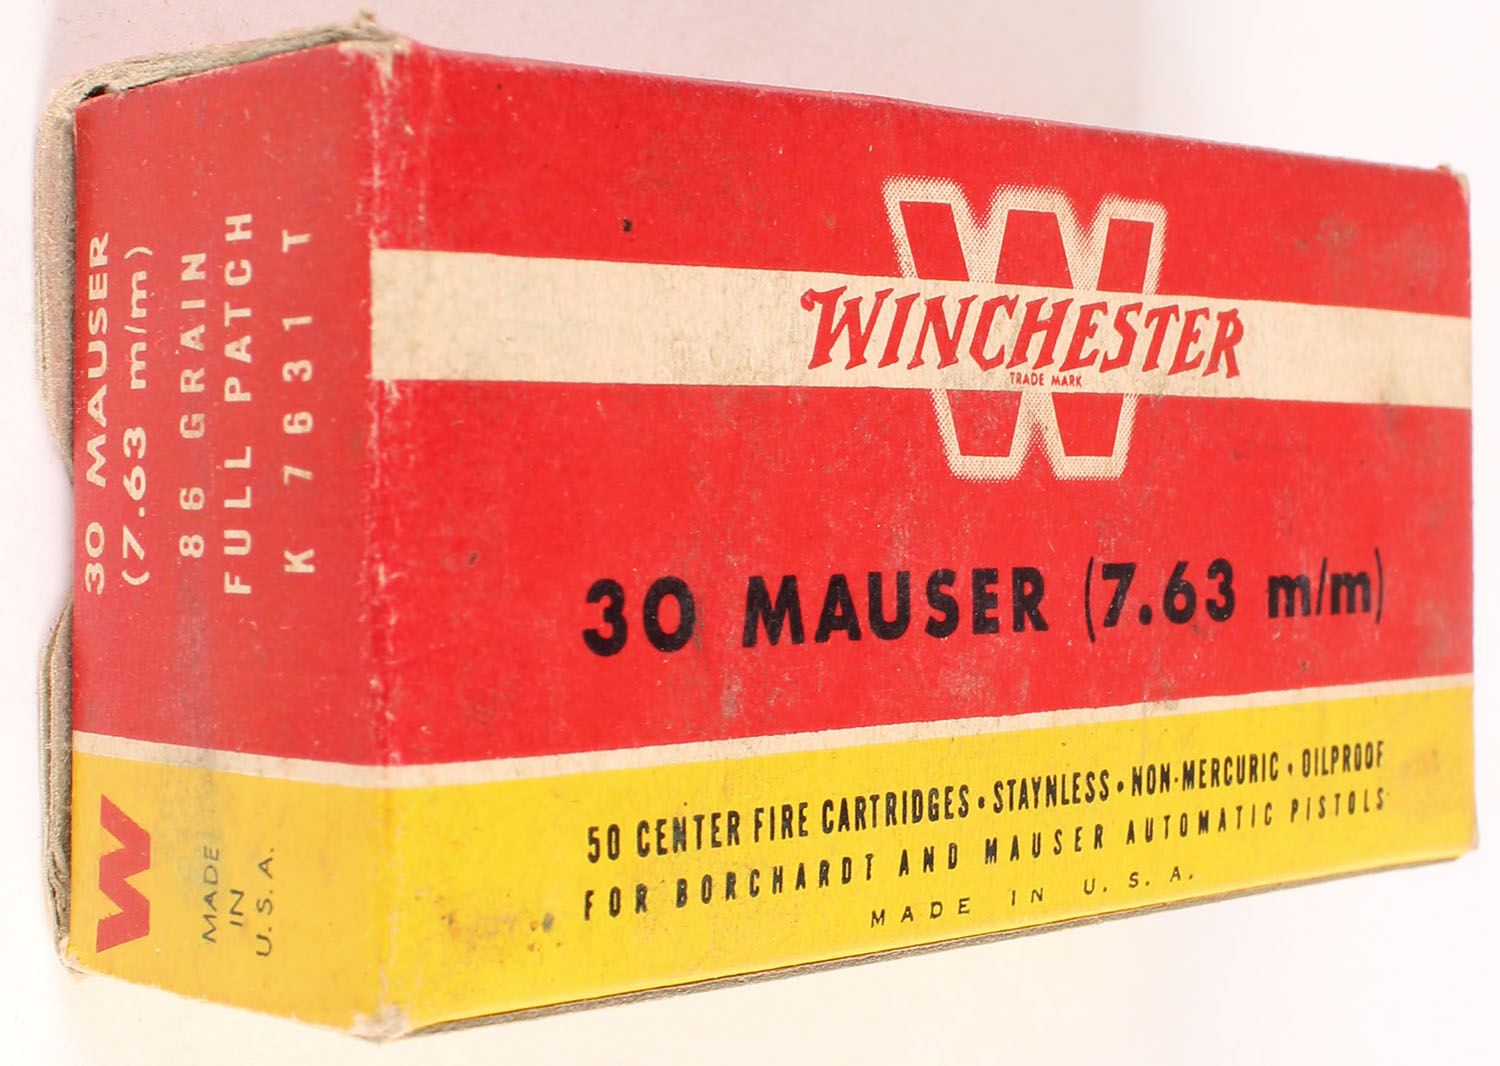 30 MAUSER
(7.63 m/m)
86 GRAIN
FULL PATCH
K 7631 T
W
MADE
IN
U.S.A.
W
WINCHESTER
TRADE MARK
30 MAUSER (7.63 m/m)
50 CENTER FIRE CARTRIDGES • STAYNLESS • NON-MERCURIC • OILPROOF
FOR BORCHARDT AND MAUSER AUTOMATIC PISTOLS
MADE IN U. S. A.